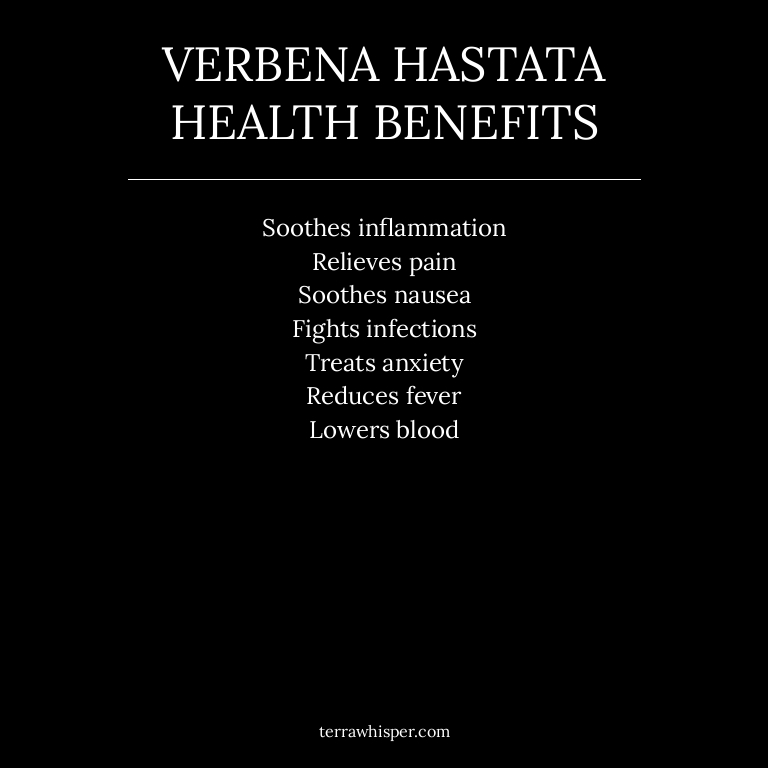 VERBENA HASTATA
HEALTH BENEFITS
Soothes inflammation
Relieves pain
Soothes nausea
Fights infections
Treats anxiety
Reduces fever
Lowers blood
terrawhisper.com